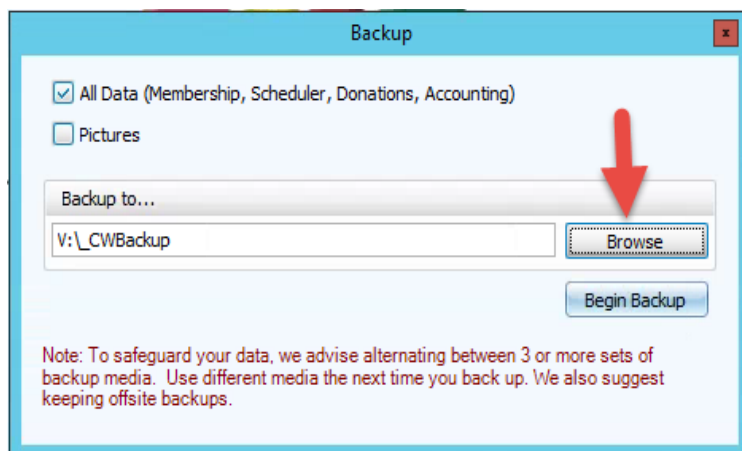 Backup
x
All Data (Membership, Scheduler, Donations, Accounting)
Pictures
Backup to...
V:\_CWBackup
Browse
Begin Backup
Note: To safeguard your data, we advise alternating between 3 or more sets of
backup media.  Use different media the next time you back up. We also suggest
keeping offsite backups.